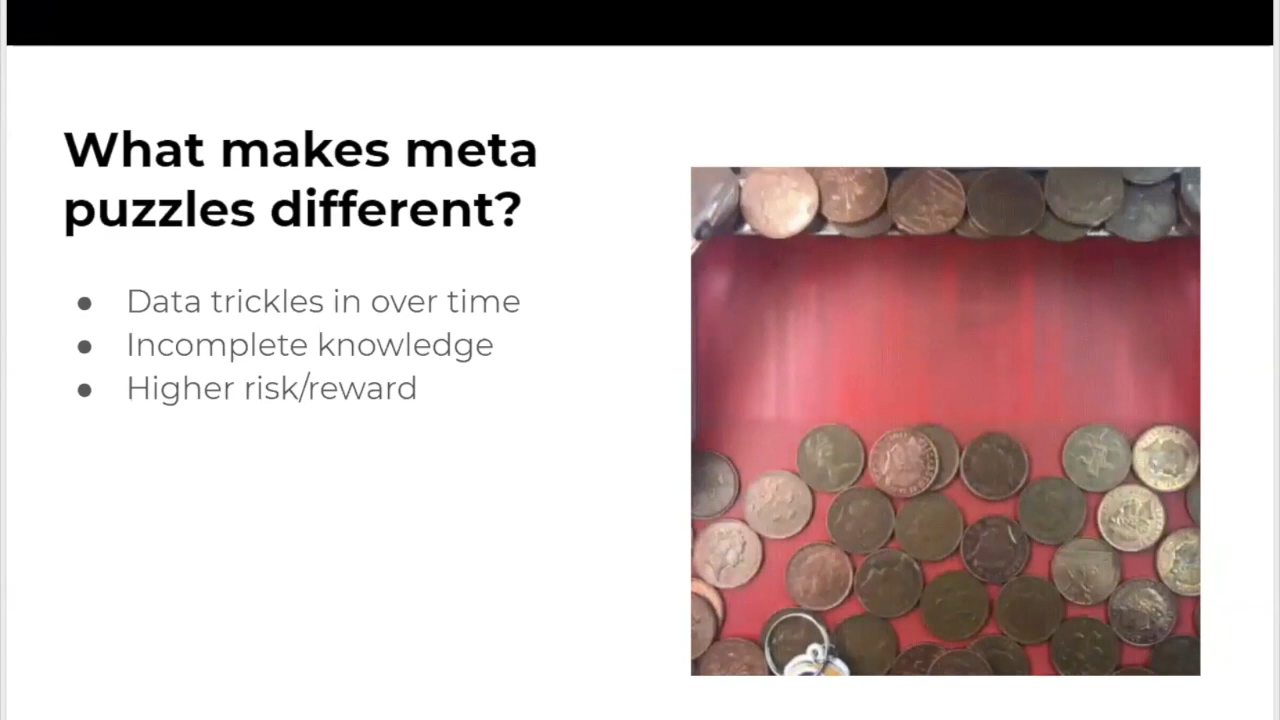 What makes meta
puzzles different?
● Data trickles in over time
● Incomplete knowledge
● Higher risk/reward